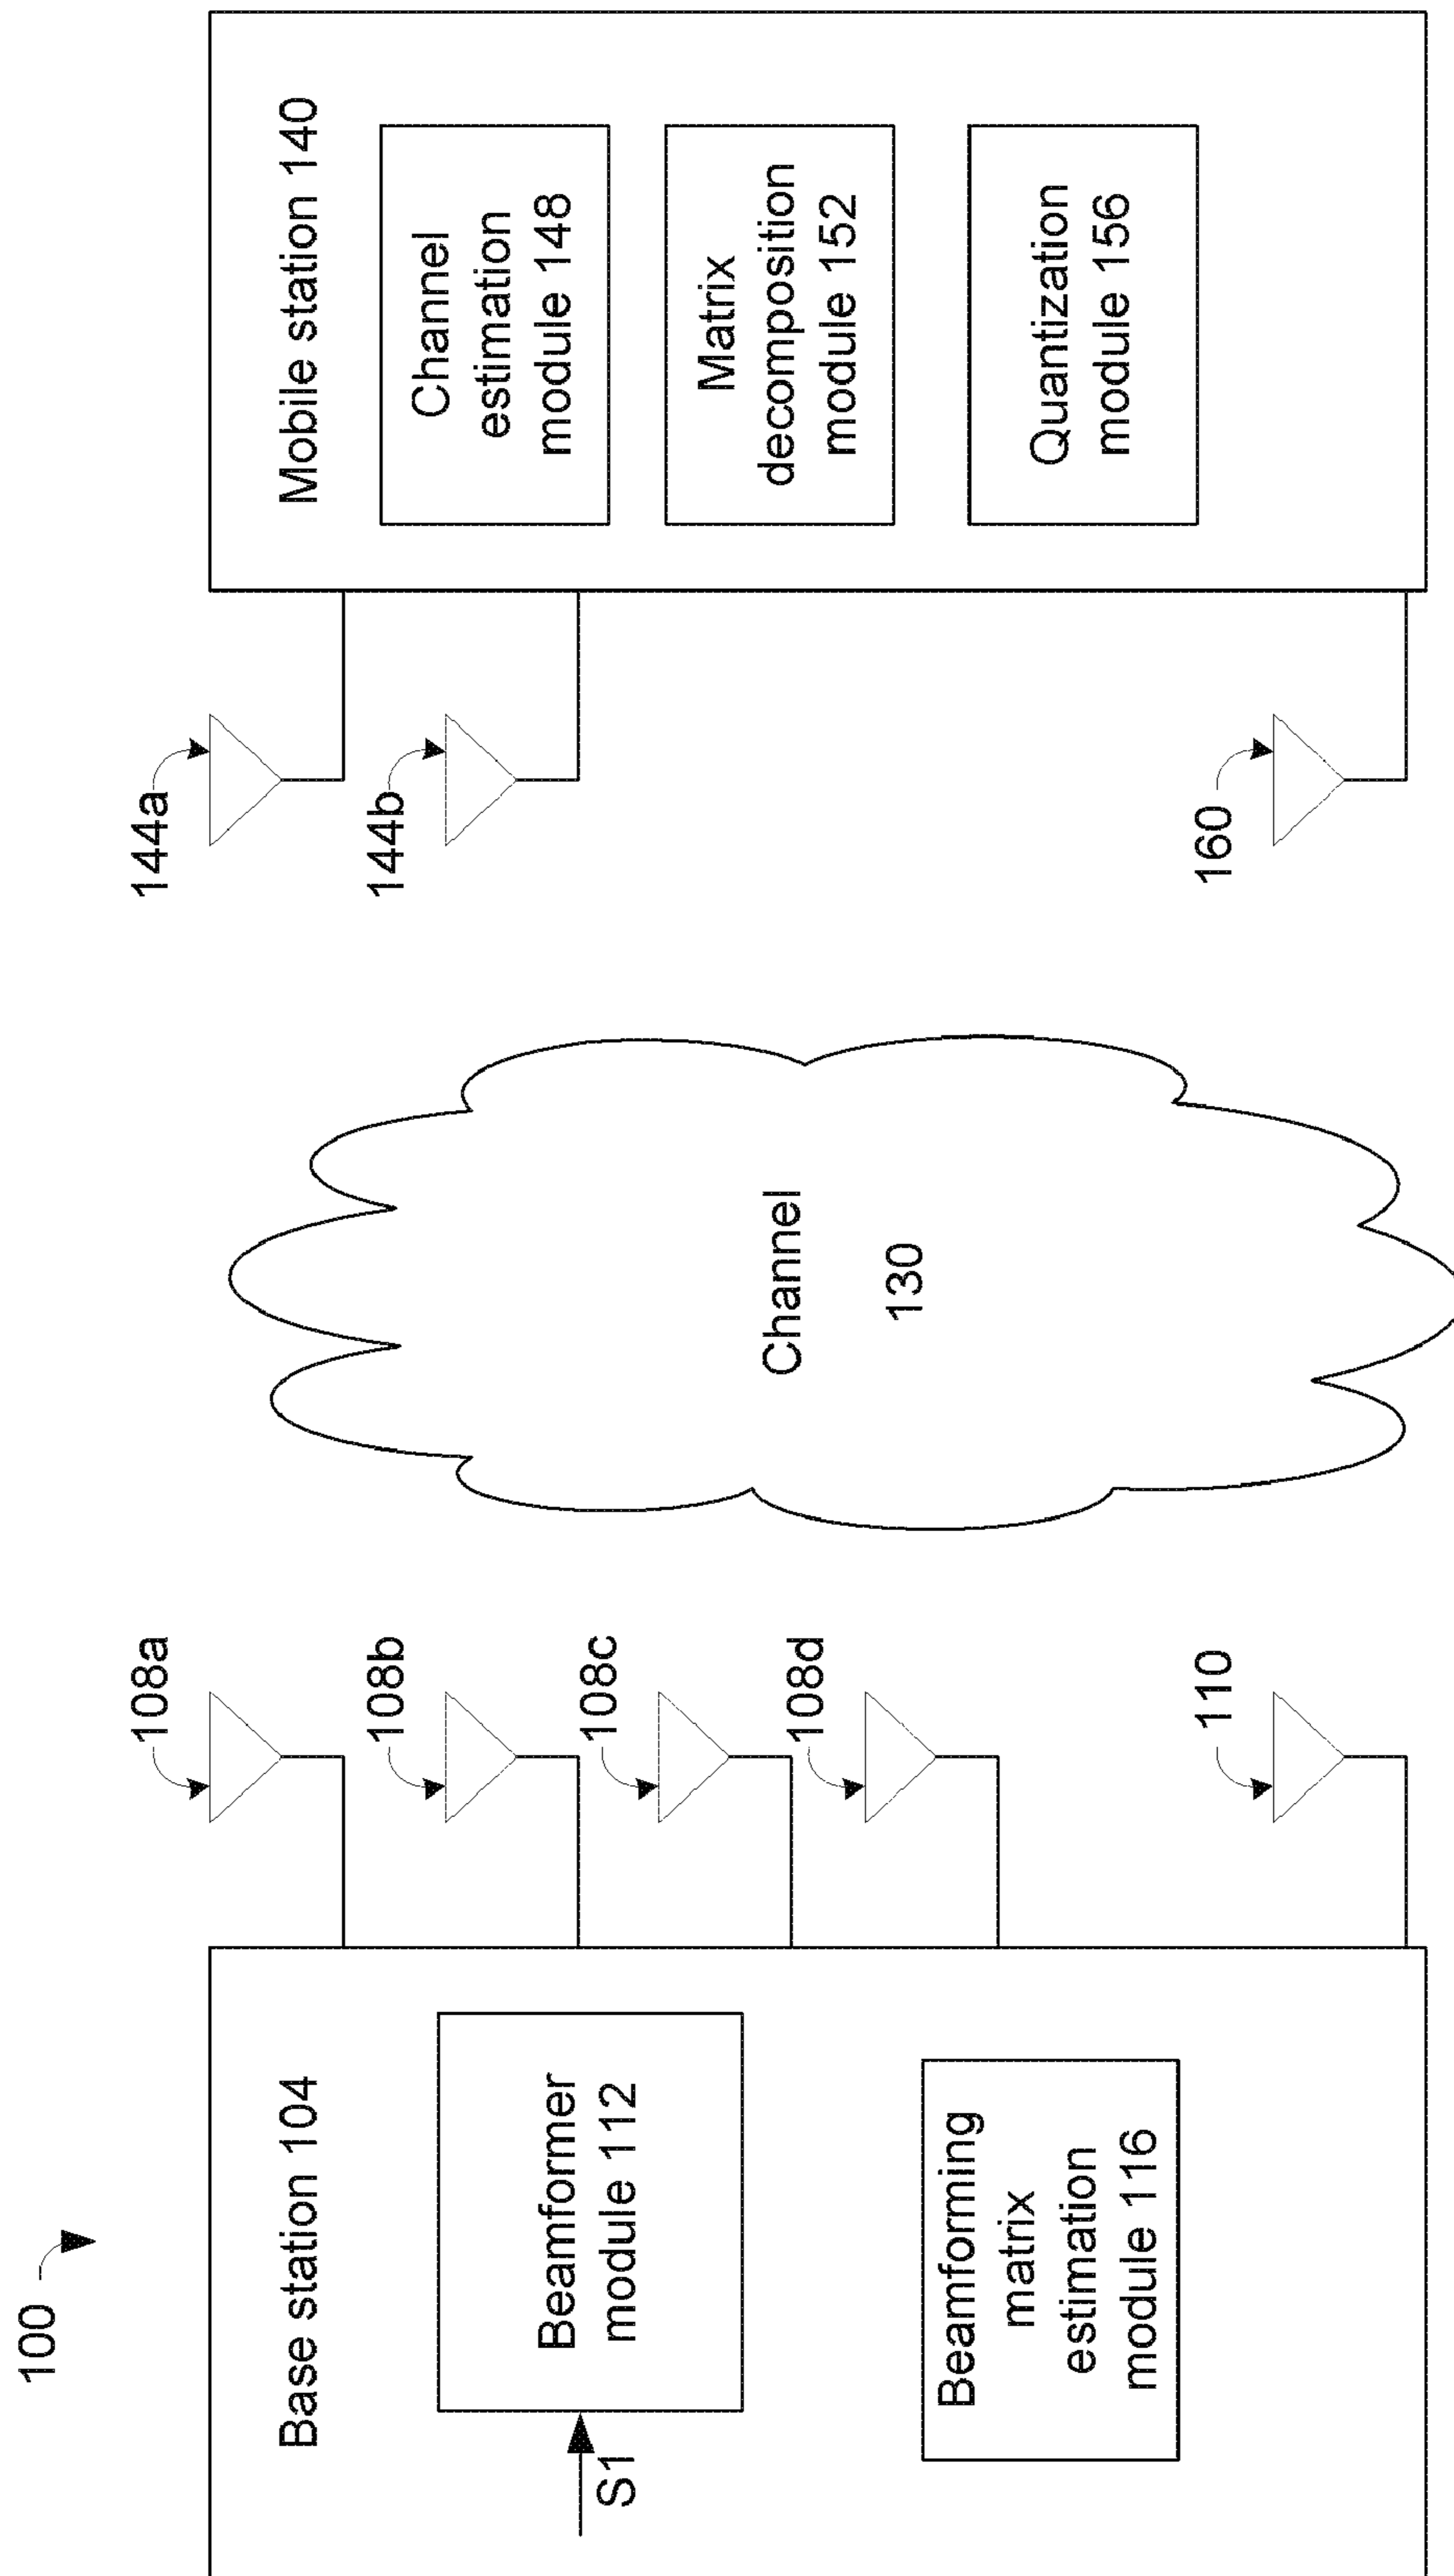 100
Base station 104
S1
Beamformer
module 112
Beamforming
matrix
estimation
module 116
108a
108b
108c
108d
110
Channel
130
144a
144b
160
Mobile station 140
Channel
estimation
module 148
Matrix
decomposition
module 152
Quantization
module 156